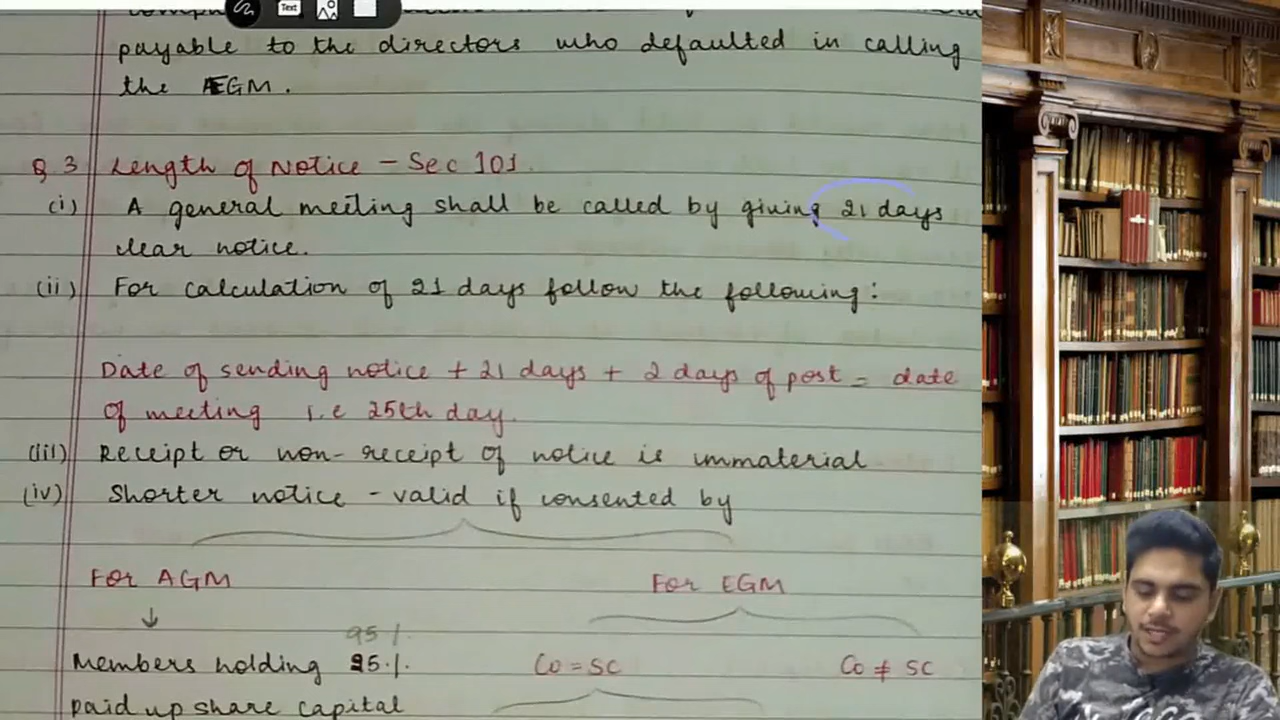 Text
payable to the directors who defaulted in calling
the AEGM.
Q 3 Length of Notice - Sec 101.
(i) A general meeting shall be called by giving 21 days
clear notice.
(ii) For calculation of 21 days follow the following:
Date of sending notice + 21 days + 2 days of post = date
of meeting i.e 25th day.
(iii) Receipt or non-receipt of notice is immaterial
(iv) Shorter notice - valid if consented by
For AGM
For EGM
95%
Members holding 95%.
Co = SC
Co ≠ SC
paid up share capital